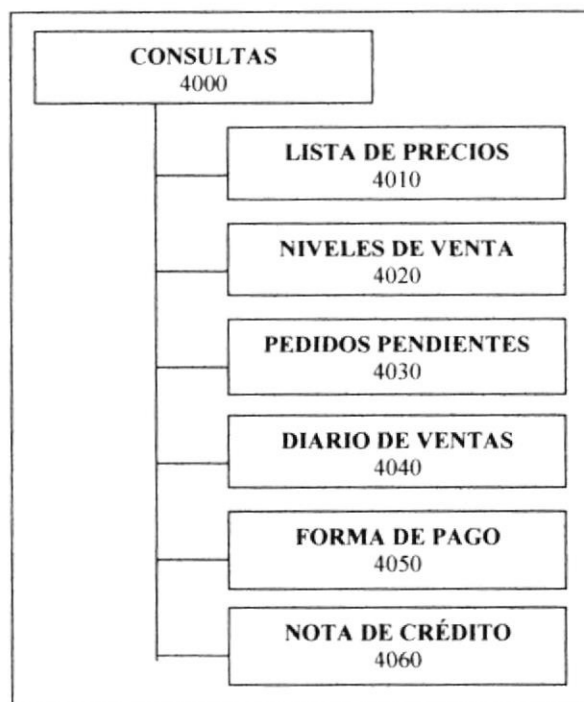 CONSULTAS
4000
LISTA DE PRECIOS
4010
NIVELES DE VENTA
4020
PEDIDOS PENDIENTES
4030
DIARIO DE VENTAS
4040
FORMA DE PAGO
4050
NOTA DE CRÉDITO
4060